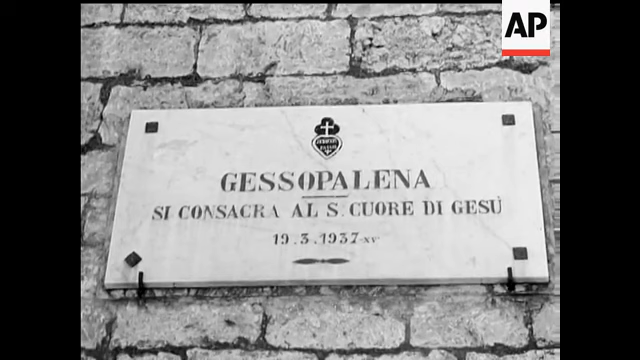 AP
GESSOPALENA
SI CONSACRA AL S. CUORE DI GESÙ
19.3.1937-XV